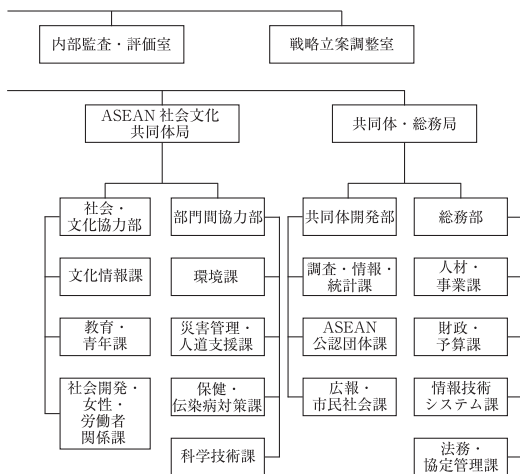 内部監査・評価室
戦略立案調整室
ASEAN 社会文化
共同体局
共同体・総務局
社会・
文化協力部
部門間協力部
共同体開発部
総務部
文化情報課
環境課
調査・情報・
統計課
人材・
事業課
教育・
青年課
災害管理・
人道支援課
ASEAN
公認団体課
財政・
予算課
社会開発・
女性・
労働者
関係課
保健・
伝染病対策課
広報・
市民社会課
情報技術
システム課
科学技術課
法務・
協定管理課